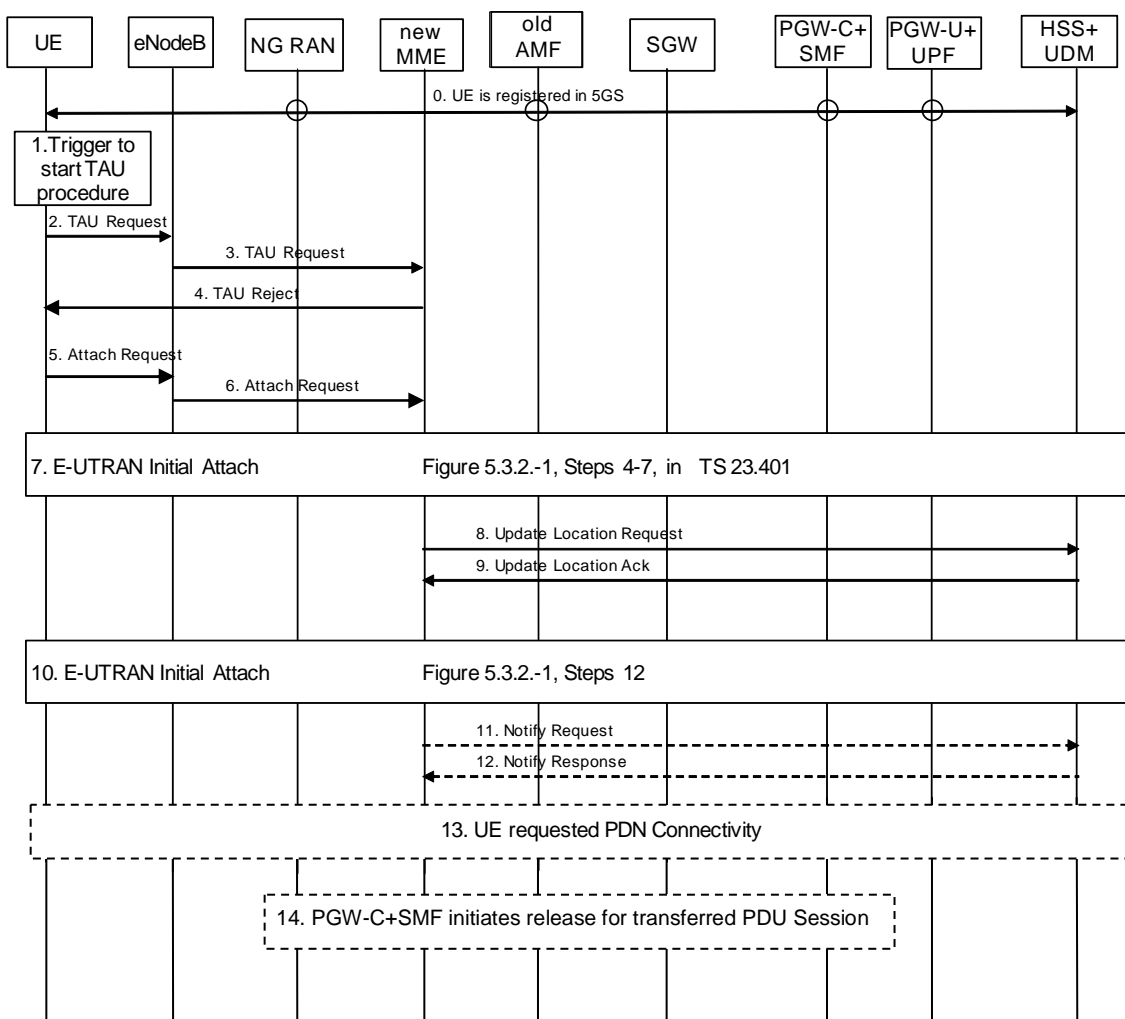 UE
eNodeB
NG RAN
new
MME
old
AMF
SGW
PGW-C+
SMF
PGW-U+
UPF
HSS+
UDM
0. UE is registered in 5GS
1.Trigger to
start TAU
procedure
2. TAU Request
3. TAU Request
4. TAU Reject
5. Attach Request
6. Attach Request
7. E-UTRAN Initial Attach Figure 5.3.2.-1, Steps 4-7, in TS 23.401
8. Update Location Request
9. Update Location Ack
10. E-UTRAN Initial Attach Figure 5.3.2.-1, Steps 12
11. Notify Request
12. Notify Response
13. UE requested PDN Connectivity
14. PGW-C+SMF initiates release for transferred PDU Session